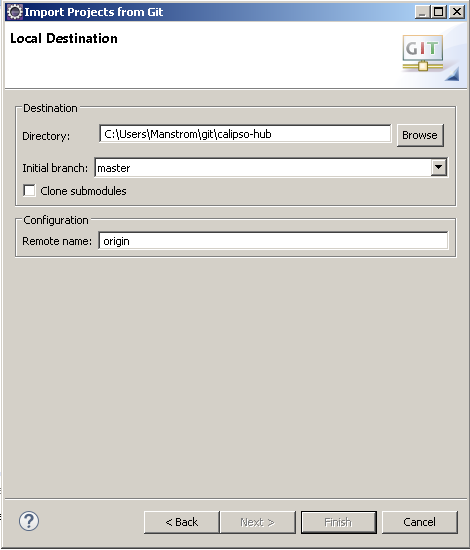 Import Projects from Git
Local Destination
GIT
Destination
Directory: C:\Users\Manstrom\git\calipso-hub Browse
Initial branch: master
Clone submodules
Configuration
Remote name: origin
?
< Back Next > Finish Cancel